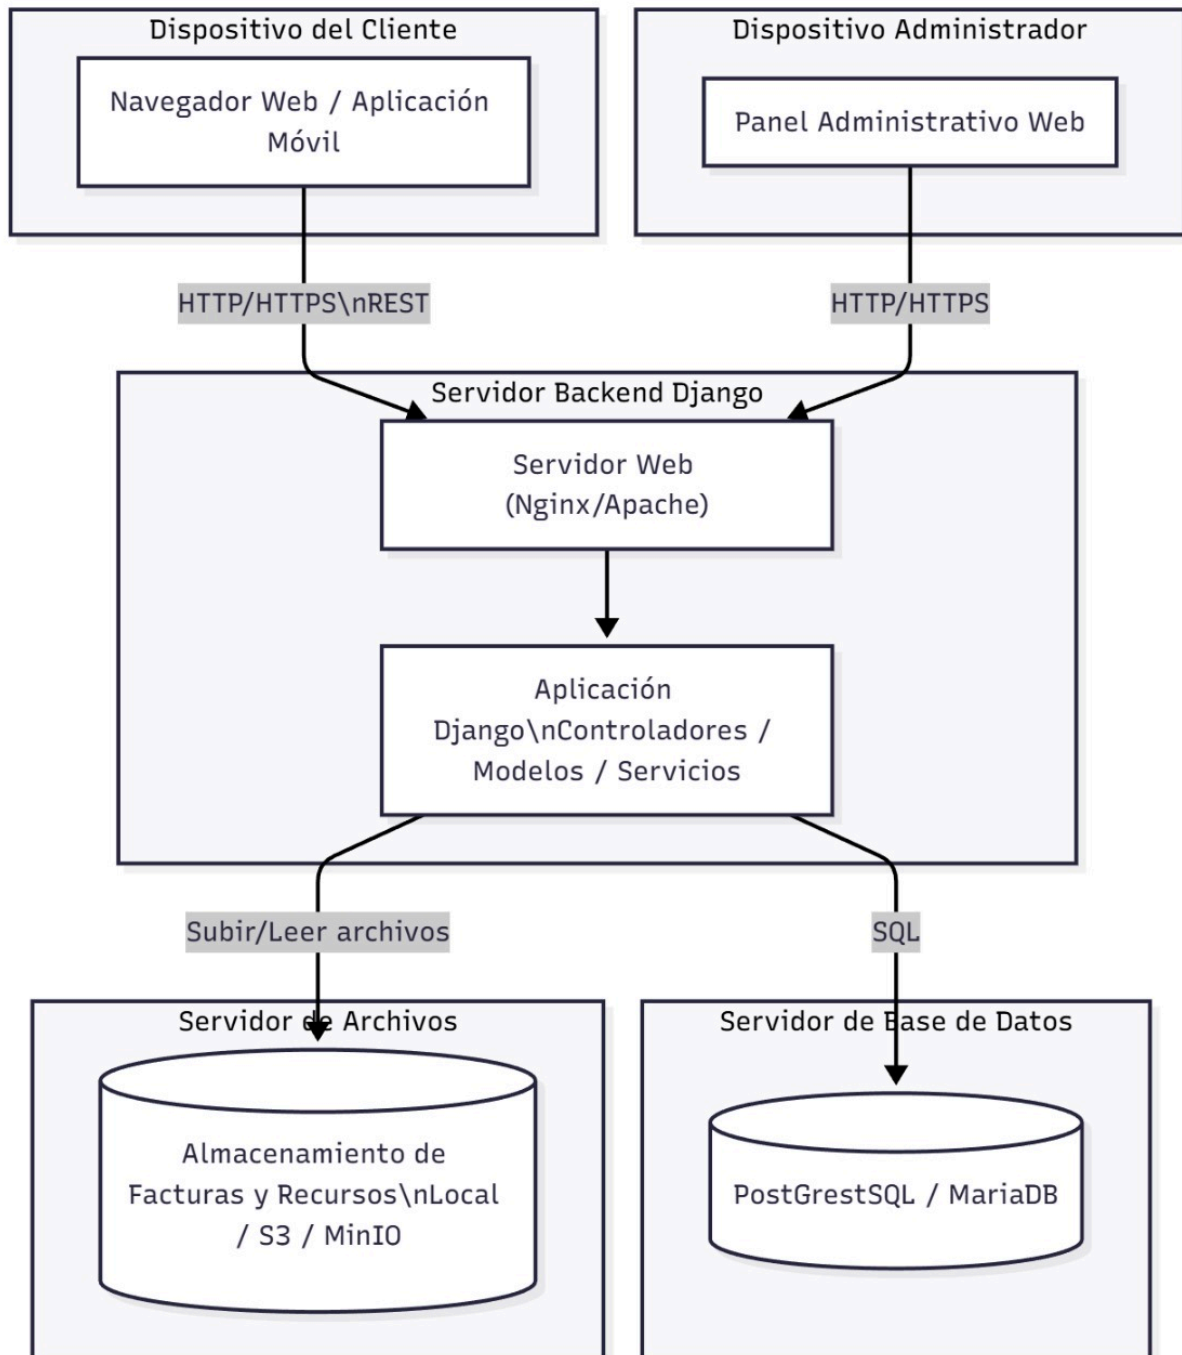 Dispositivo del Cliente
Navegador Web / Aplicación
Móvil
Dispositivo Administrador
Panel Administrativo Web
HTTP/HTTPS\nREST
HTTP/HTTPS
Servidor Backend Django
Servidor Web
(Nginx/Apache)
Aplicación
Django\nControladores /
Modelos / Servicios
Subir/Leer archivos
SQL
Servidor de Archivos
Almacenamiento de
Facturas y Recursos\nLocal
/ S3 / MinIO
Servidor de Base de Datos
PostGrestSQL / MariaDB